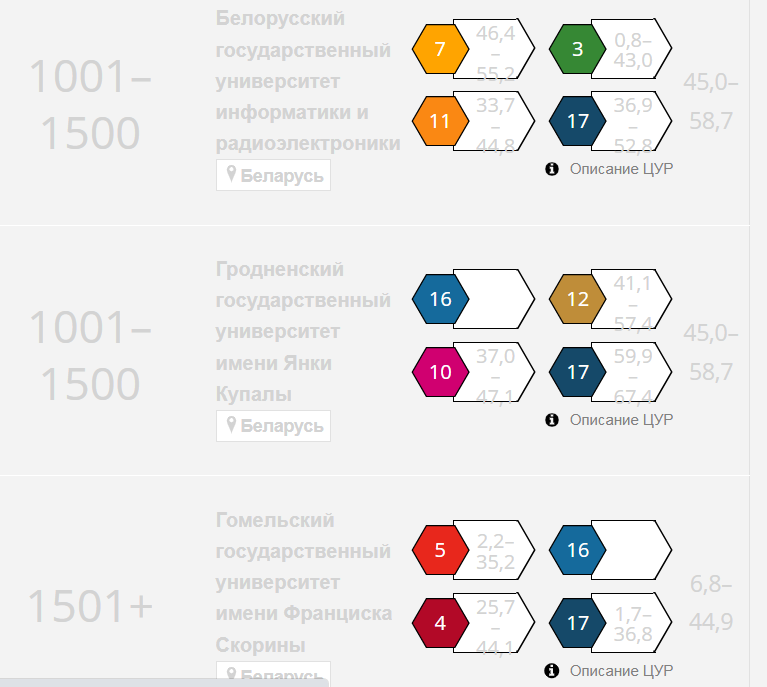 1001–
1500
Белорусский
государственный
университет
информатики и
радиоэлектроники
Беларусь
7
46,4
–
55,2
3
0,8–
43,0
11
33,7
–
44,8
17
36,9
–
52,8
Описание ЦУР
45,0–
58,7
1001–
1500
Гродненский
государственный
университет
имени Янки
Купалы
Беларусь
16
12
41,1
–
57,4
10
37,0
–
47,1
17
59,9
–
67,4
Описание ЦУР
45,0–
58,7
1501+
Гомельский
государственный
университет
имени Франциска
Скорины
Беларусь
5
2,2–
35,2
16
4
25,7
–
44,1
17
1,7–
36,8
Описание ЦУР
6,8–
44,9